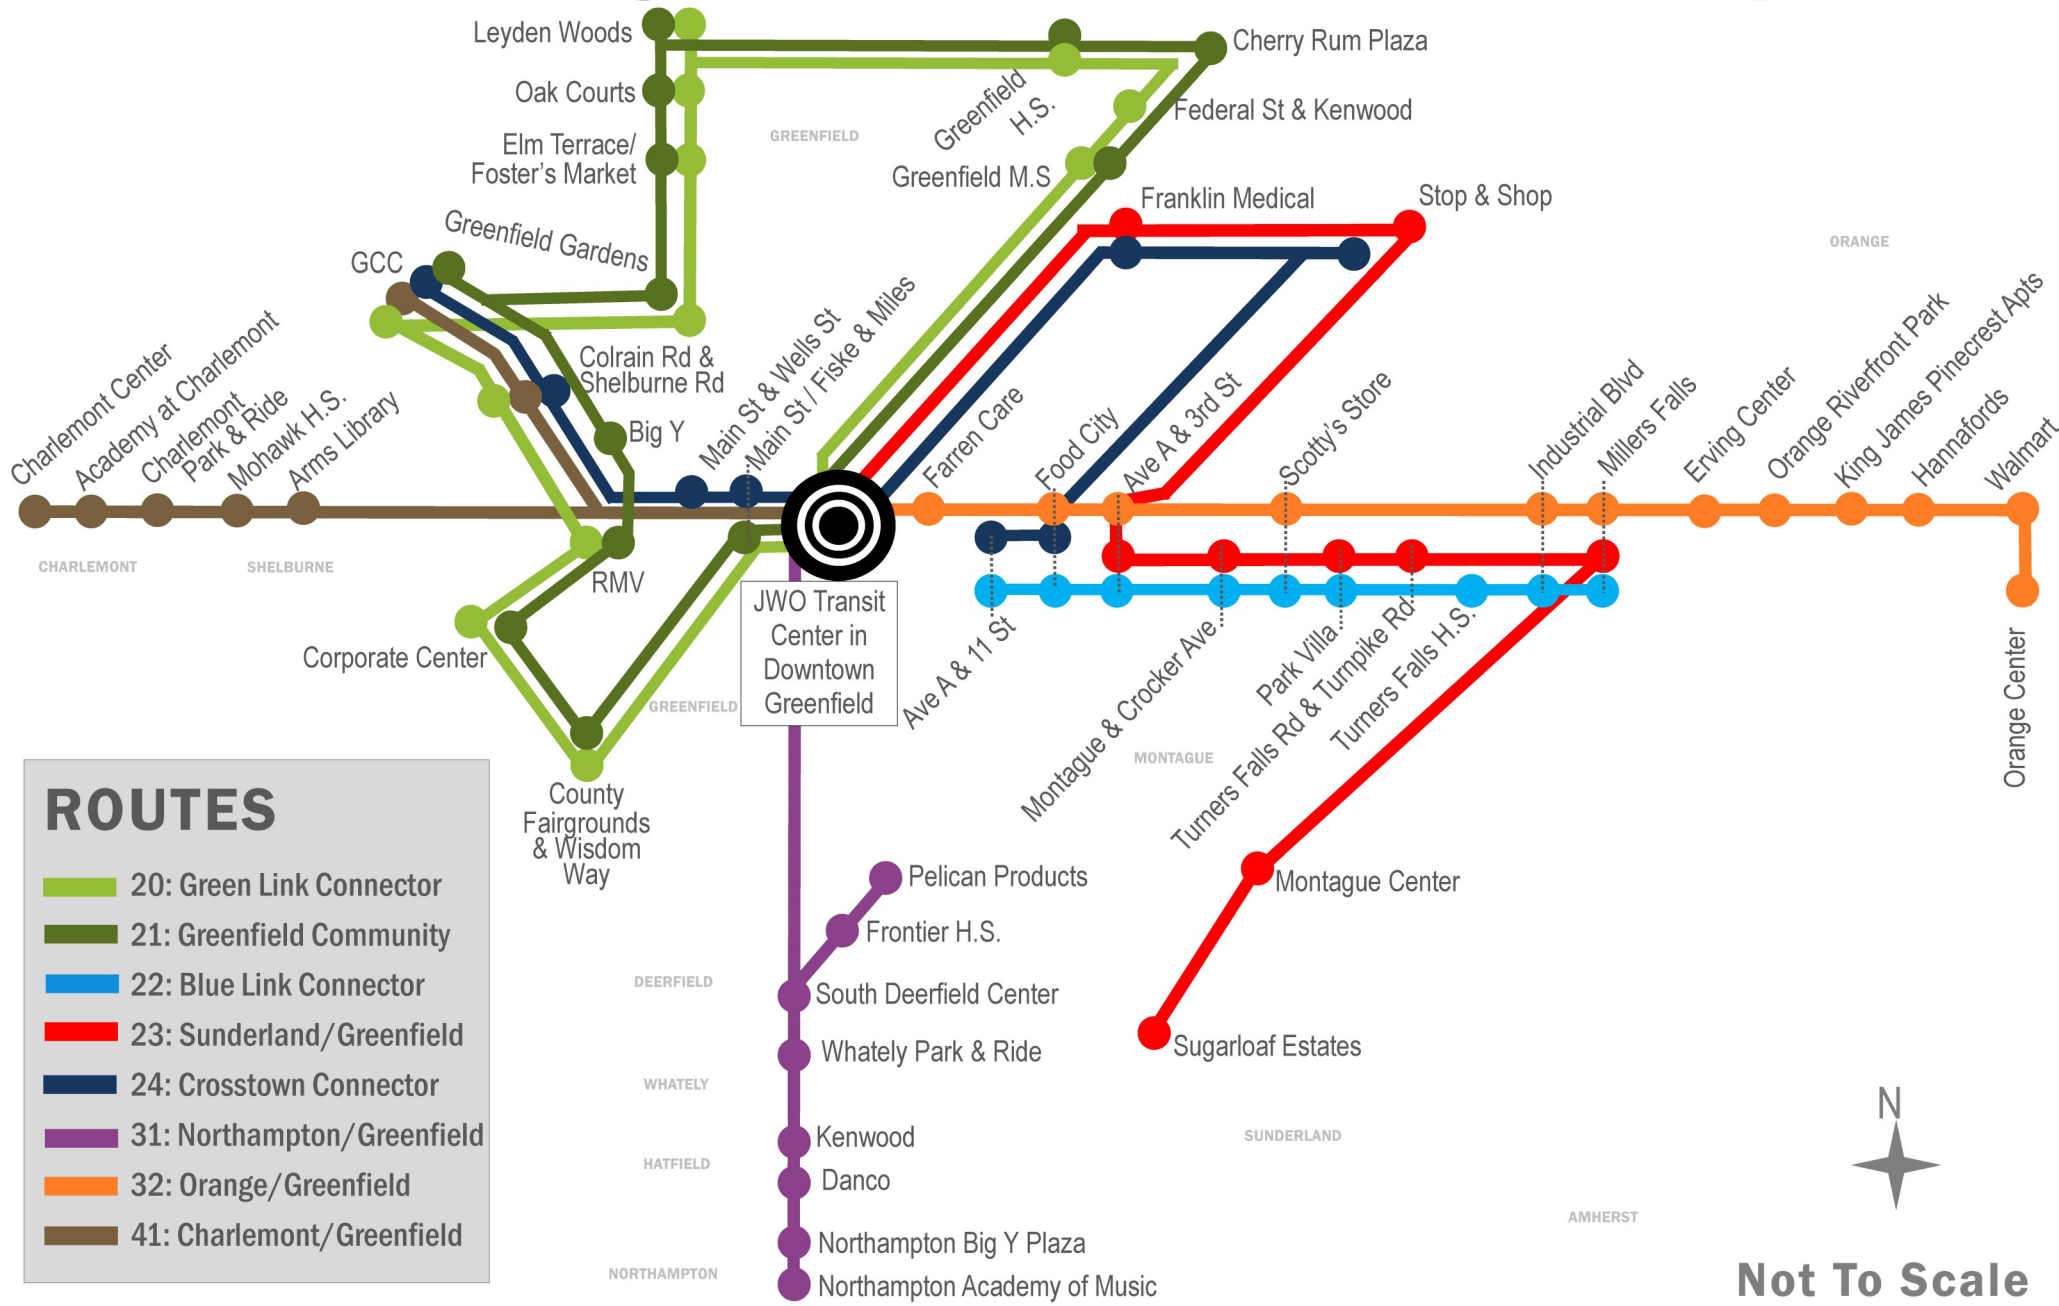 Leyden Woods
Cherry Rum Plaza
Oak Courts
Greenfield
H.S.
Federal St & Kenwood
GREENFIELD
Elm Terrace/
Foster's Market
Greenfield M.S
Franklin Medical
Stop & Shop
Greenfield Gardens
ORANGE
GCC
Colrain Rd &
Shelburne Rd
Big Y
Main St & Wells St
Main St / Fiske & Miles
Charlemont Center
Academy at Charlemont
Charlemont
Park & Ride
Mohawk H.S.
Arms Library
Farren Care
Food City
Ave A & 3rd St
Scotty's Store
Industrial Blvd
Millers Falls
Erving Center
Orange Riverfront Park
King James Pinecrest Apts
Hannafords
Walmart
CHARLEMONT
SHELBURNE
RMV
JWO Transit
Center in
Downtown
Greenfield
Corporate Center
GREENFIELD
Ave A & 11 St
Montague & Crocker Ave
Park Villa
Turners Falls Rd & Turnpike Rd
Turners Falls H.S.
Orange Center
MONTAGUE
County
Fairgrounds
& Wisdom
Way
Pelican Products
Frontier H.S.
Montague Center
DEERFIELD
South Deerfield Center
Whately Park & Ride
Sugarloaf Estates
WHATELY
Kenwood
SUNDERLAND
HATFIELD
Danco
AMHERST
Northampton Big Y Plaza
NORTHAMPTON
Northampton Academy of Music
ROUTES
20: Green Link Connector
21: Greenfield Community
22: Blue Link Connector
23: Sunderland/Greenfield
24: Crosstown Connector
31: Northampton/Greenfield
32: Orange/Greenfield
41: Charlemont/Greenfield
N
Not To Scale